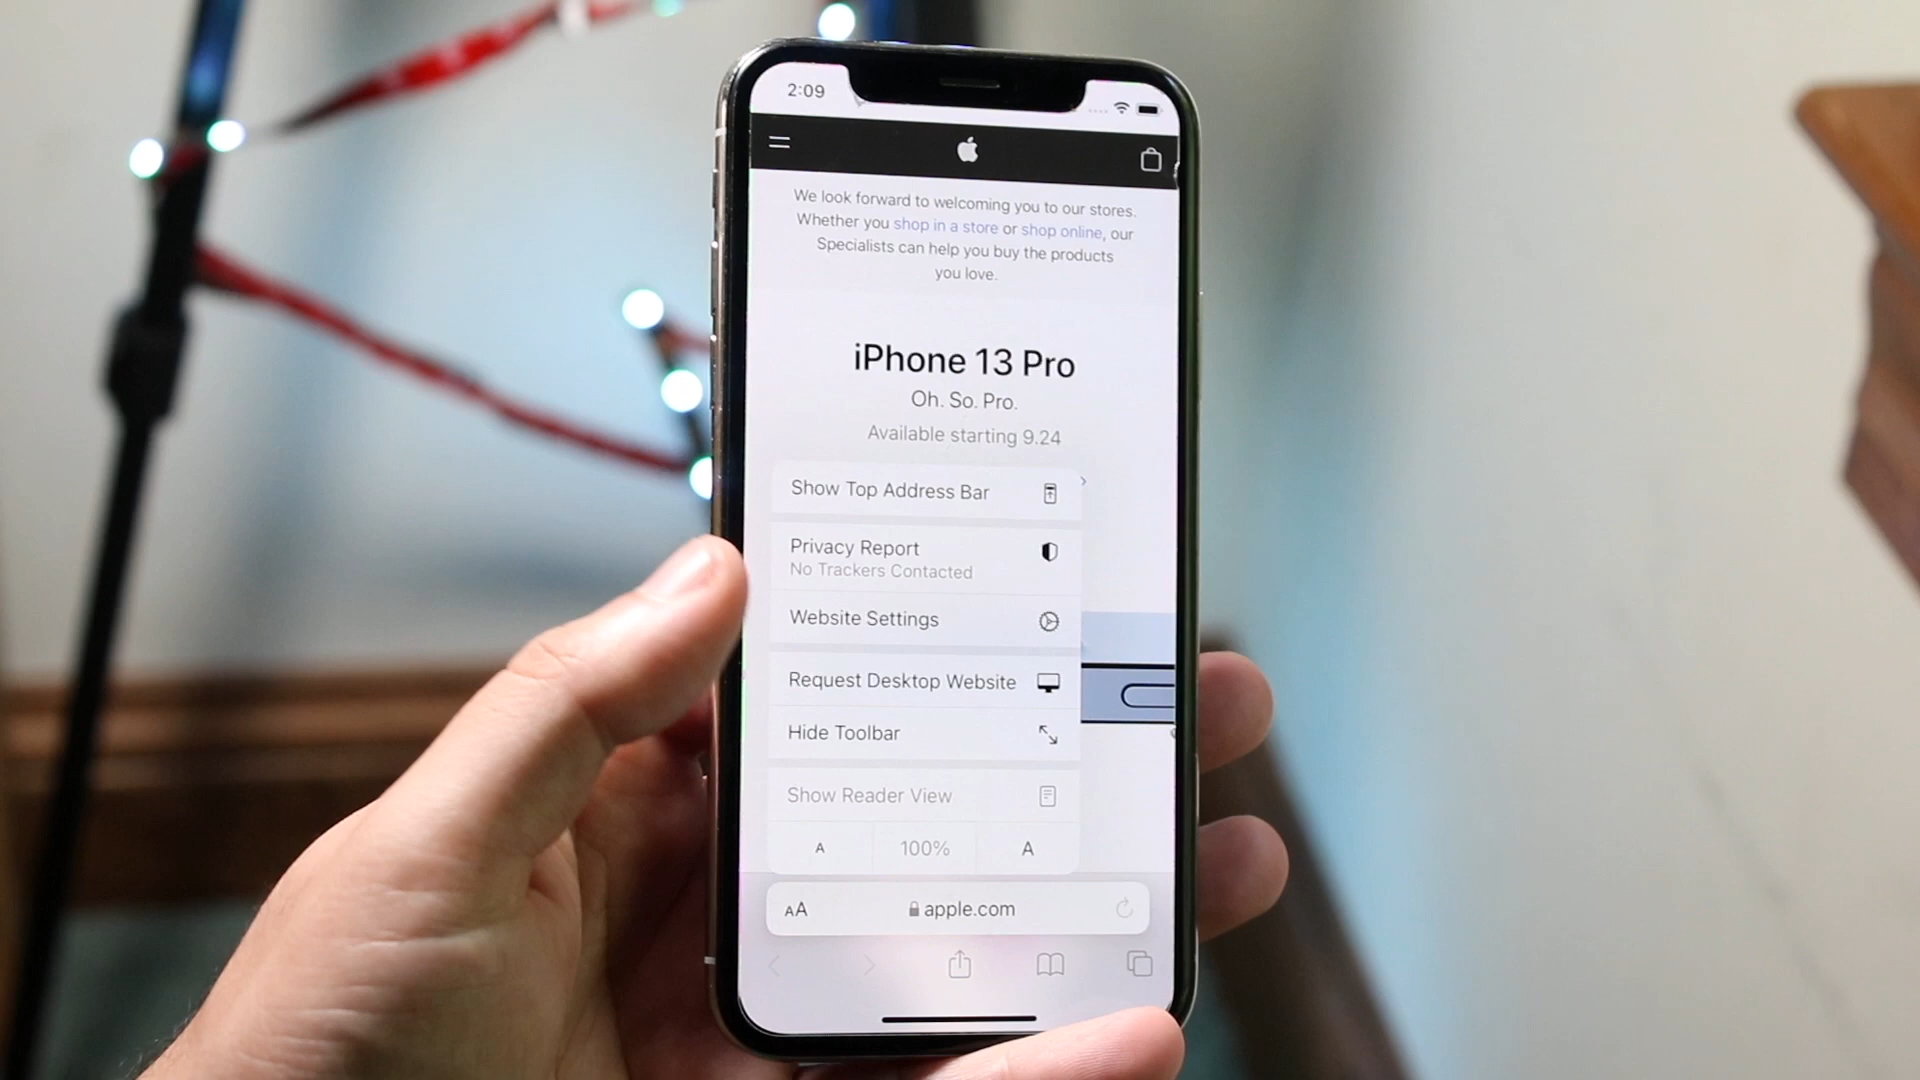 2:09
We look forward to welcoming you to our stores.
Whether you shop in a store or shop online, our
Specialists can help you buy the products
you love.
iPhone 13 Pro
Oh. So. Pro.
Available starting 9.24
Show Top Address Bar
Privacy Report
No Trackers Contacted
Website Settings
Request Desktop Website
Hide Toolbar
Show Reader View
A 100% A
AA apple.com